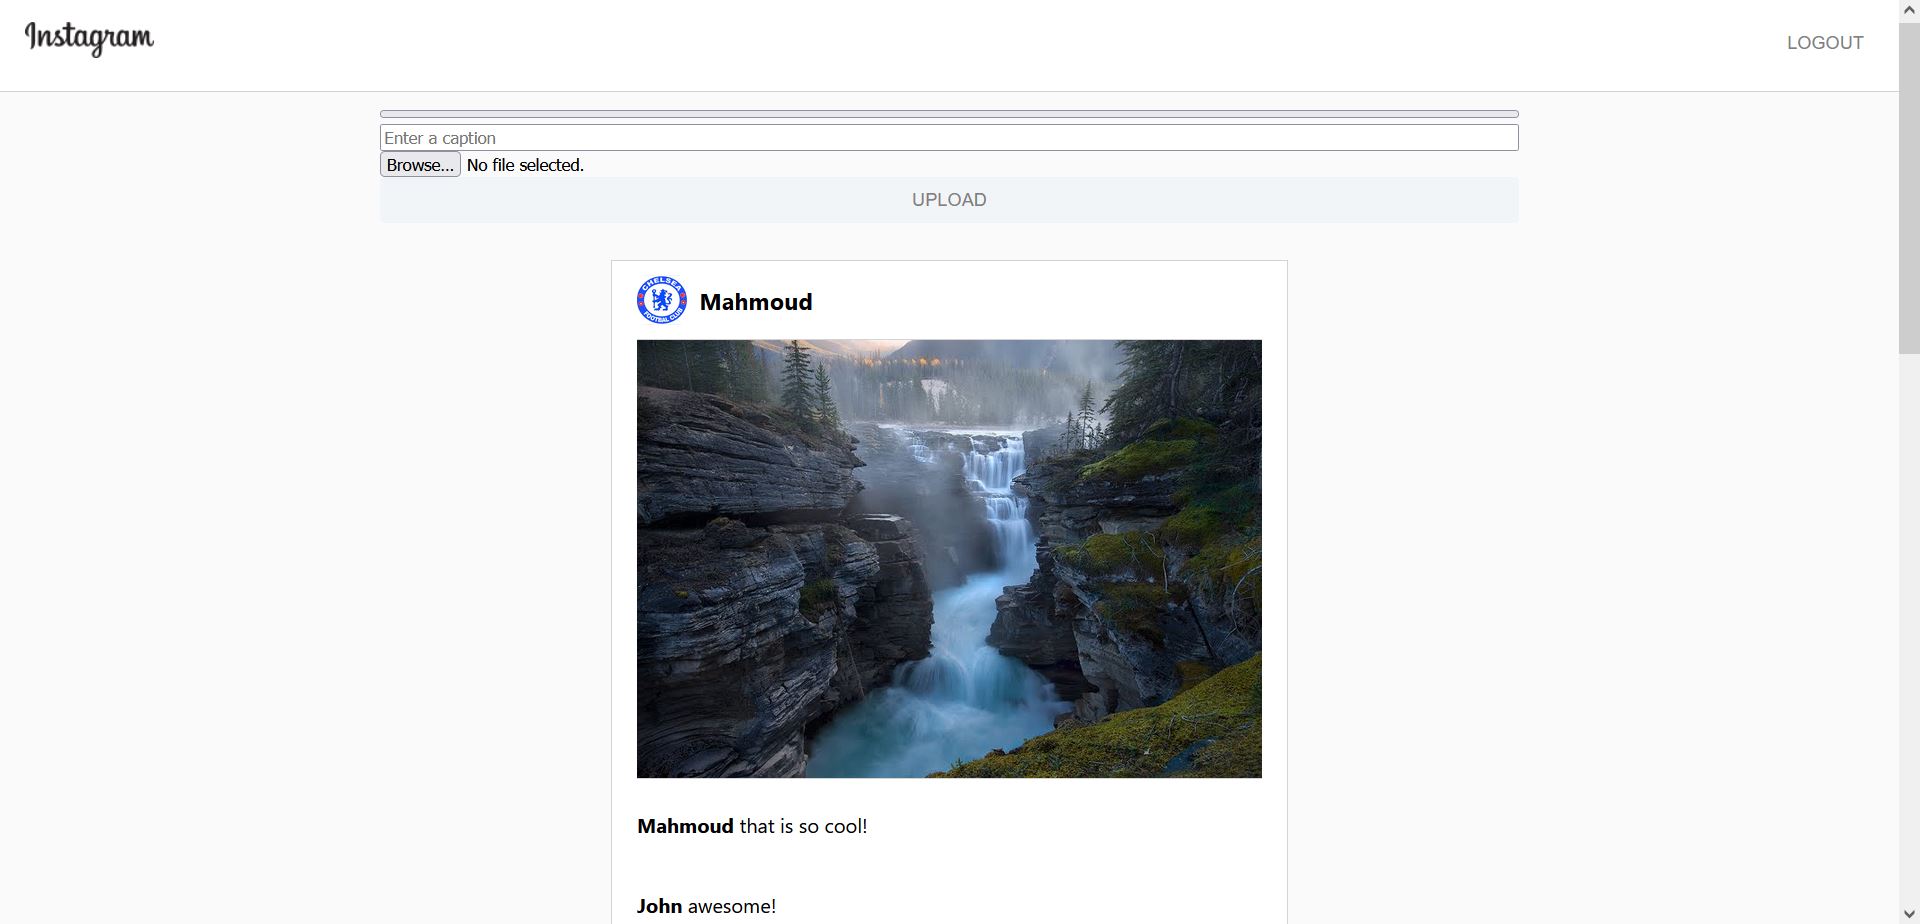 Instagram
LOGOUT
Enter a caption
Browse... No file selected.
UPLOAD
CHELSEA
FOOTBALL CLUB
Mahmoud
Mahmoud that is so cool!
John awesome!